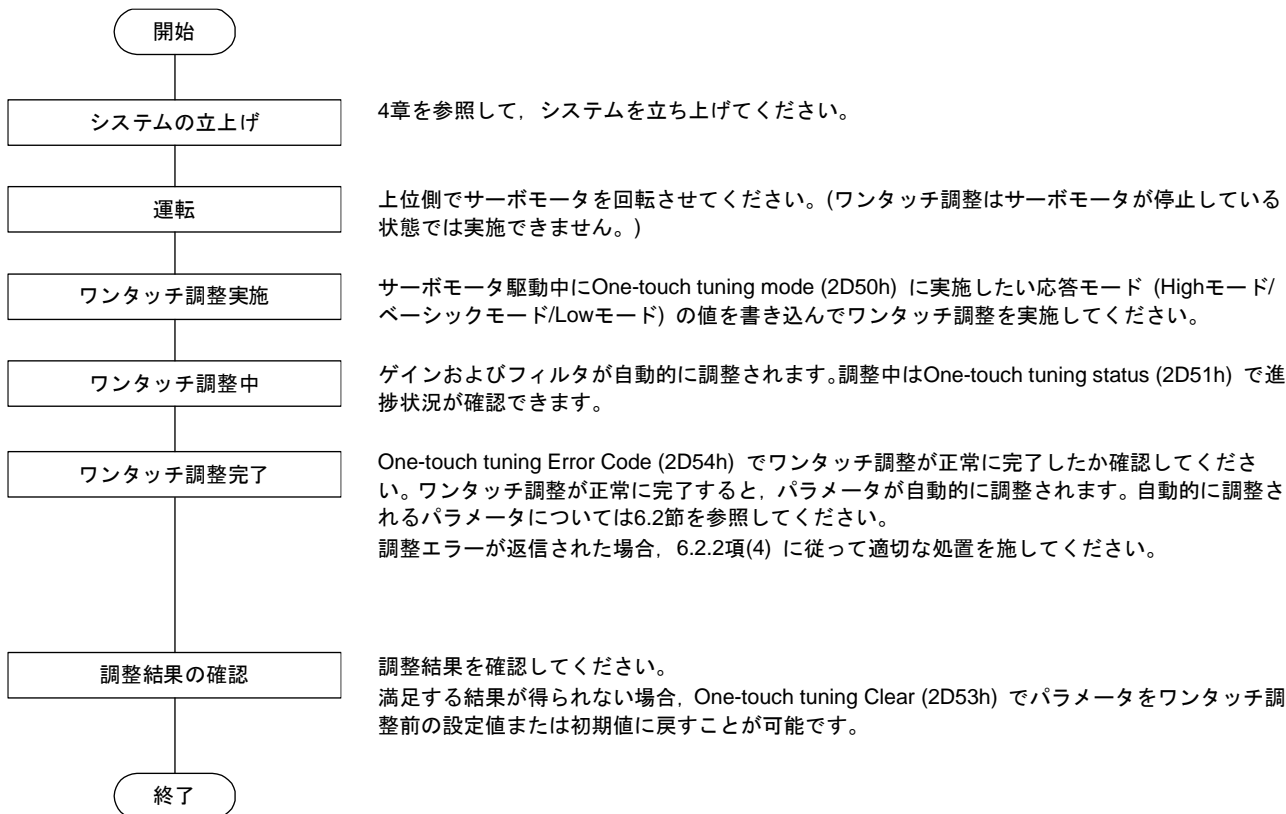 開始
システムの立上げ
4章を参照して，システムを立ち上げてください。
運転
上位側でサーボモータを回転させてください。(ワンタッチ調整はサーボモータが停止している
状態では実施できません。)
ワンタッチ調整実施
サーボモータ駆動中にOne-touch tuning mode (2D50h) に実施したい応答モード (Highモード/
ベーシックモード/Lowモード) の値を書き込んでワンタッチ調整を実施してください。
ワンタッチ調整中
ゲインおよびフィルタが自動的に調整されます。調整中はOne-touch tuning status (2D51h) で進
捗状況が確認できます。
ワンタッチ調整完了
One-touch tuning Error Code (2D54h) でワンタッチ調整が正常に完了したか確認してくださ
い。ワンタッチ調整が正常に完了すると，パラメータが自動的に調整されます。自動的に調整さ
れるパラメータについては6.2節を参照してください。
調整エラーが返信された場合，6.2.2項(4) に従って適切な処置を施してください。
調整結果の確認
調整結果を確認してください。
満足する結果が得られない場合，One-touch tuning Clear (2D53h) でパラメータをワンタッチ調
整前の設定値または初期値に戻すことが可能です。
終了